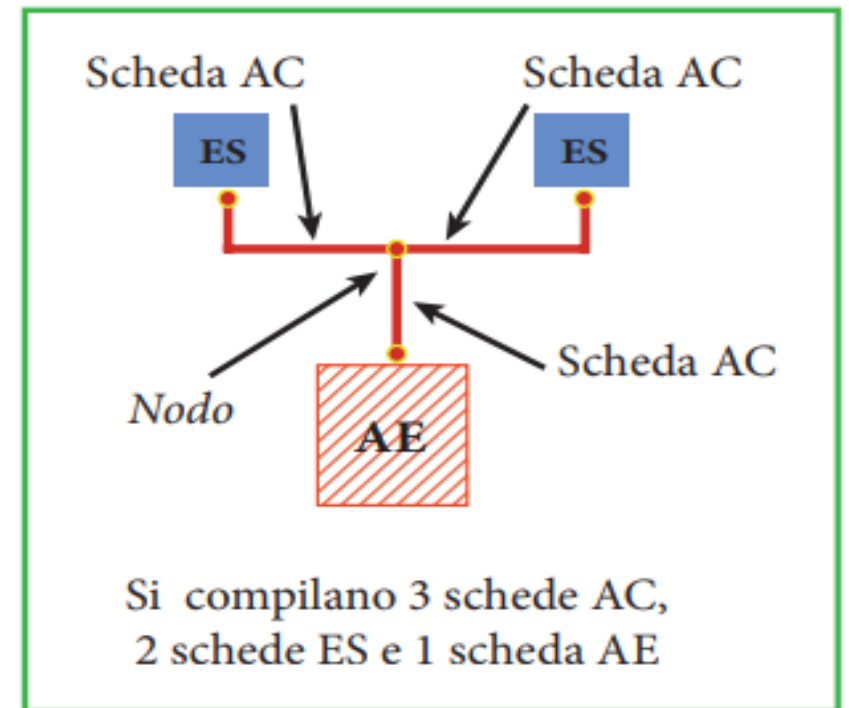 Scheda AC
Scheda AC
ES
ES
Scheda AC
Nodo
AE
Si compilano 3 schede AC,
2 schede ES e 1 scheda AE